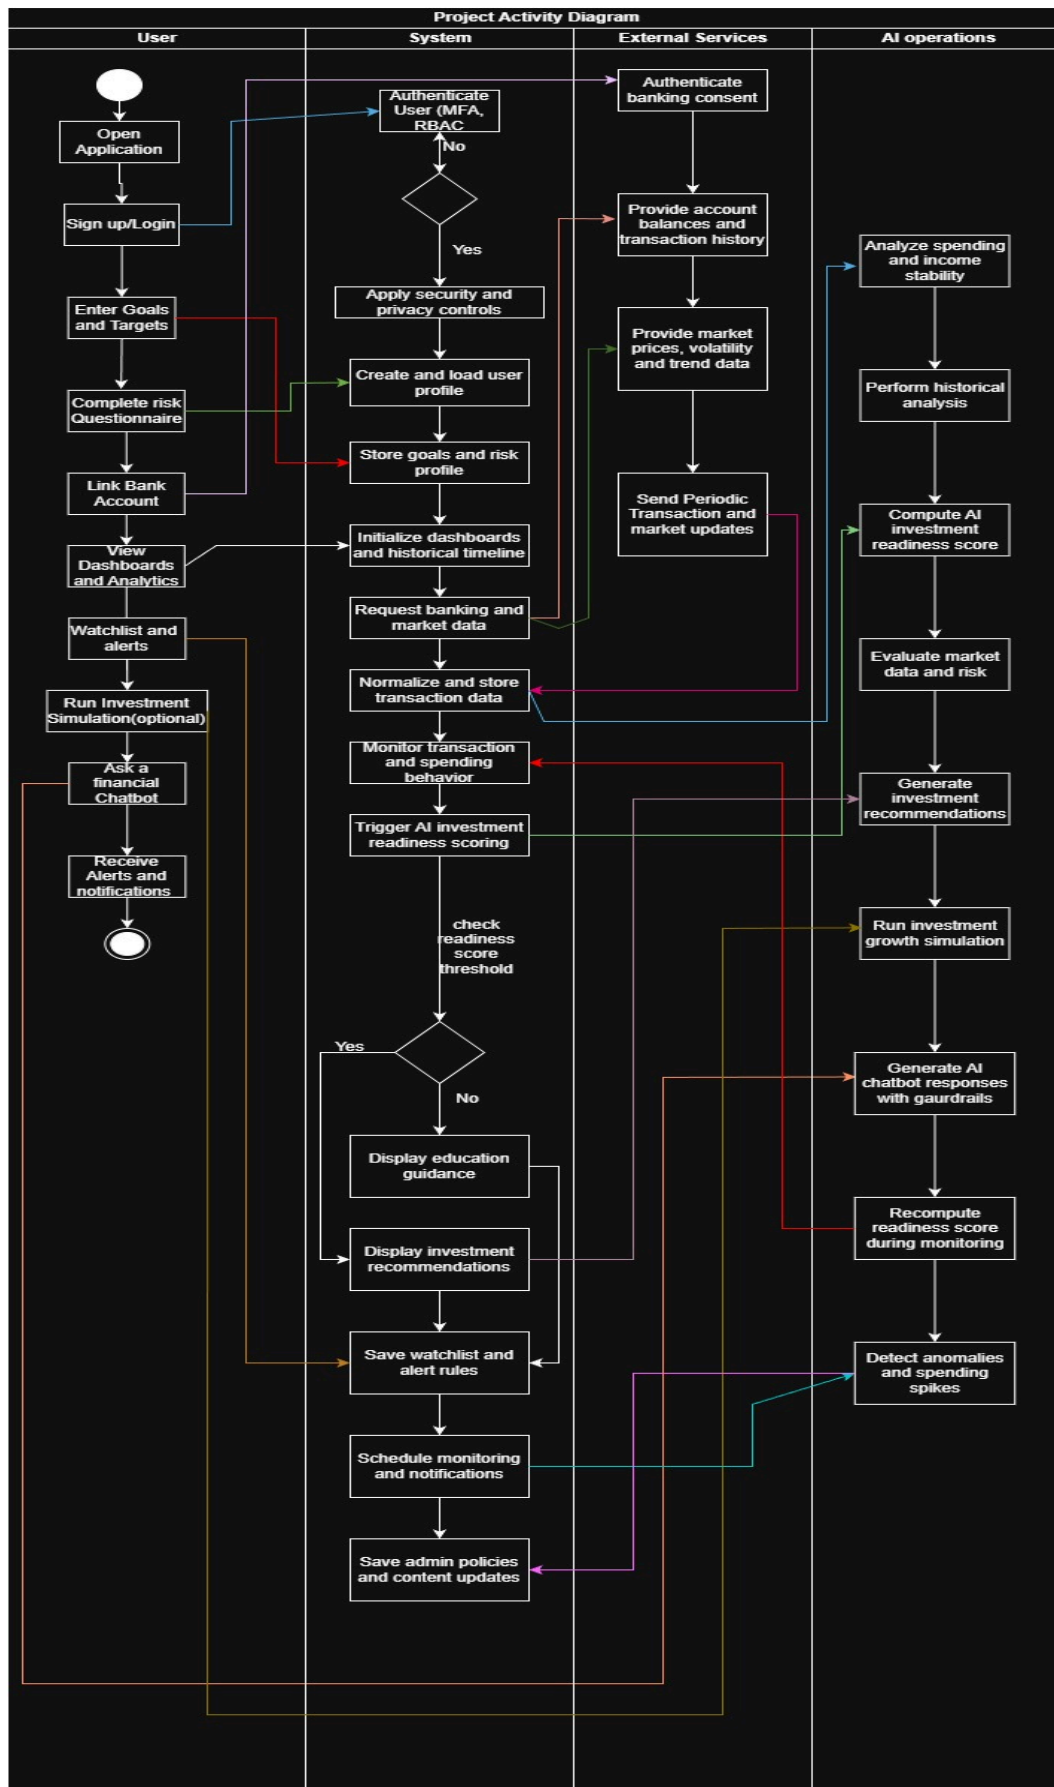 Project Activity Diagram
User
System
External Services
AI operations
Open
Application
Sign up/Login
Enter Goals
and Targets
Complete risk
Questionnaire
Link Bank
Account
View
Dashboards
and Analytics
Watchlist and
alerts
Run Investment
Simulation(optional)
Ask a
financial
Chatbot
Receive
Alerts and
notifications
Authenticate
User (MFA,
RBAC
No
Yes
Apply security and
privacy controls
Create and load user
profile
Store goals and risk
profile
Initialize dashboards
and historical timeline
Request banking and
market data
Normalize and store
transaction data
Monitor transaction
and spending
behavior
Trigger AI investment
readiness scoring
check
readiness
score
threshold
Yes
No
Display education
guidance
Display investment
recommendations
Save watchlist and
alert rules
Schedule monitoring
and notifications
Save admin policies
and content updates
Authenticate
banking consent
Provide account
balances and
transaction history
Provide market
prices, volatility
and trend data
Send Periodic
Transaction and
market updates
Analyze spending
and income
stability
Perform historical
analysis
Compute AI
investment
readiness score
Evaluate market
data and risk
Generate
investment
recommendations
Run investment
growth simulation
Generate AI
chatbot responses
with gaurdrails
Recompute
readiness score
during monitoring
Detect anomalies
and spending
spikes